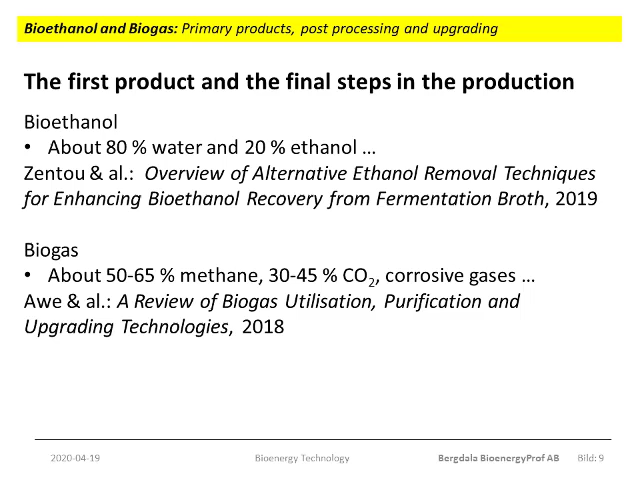 Bioethanol and Biogas: Primary products, post processing and upgrading
The first product and the final steps in the production
Bioethanol
• About 80 % water and 20 % ethanol …
Zentou & al.: Overview of Alternative Ethanol Removal Techniques
for Enhancing Bioethanol Recovery from Fermentation Broth, 2019
Biogas
• About 50-65 % methane, 30-45 % CO₂, corrosive gases …
Awe & al.: A Review of Biogas Utilisation, Purification and
Upgrading Technologies, 2018
2020-04-19 Bioenergy Technology Bergdala BioenergyProf AB Bild: 9